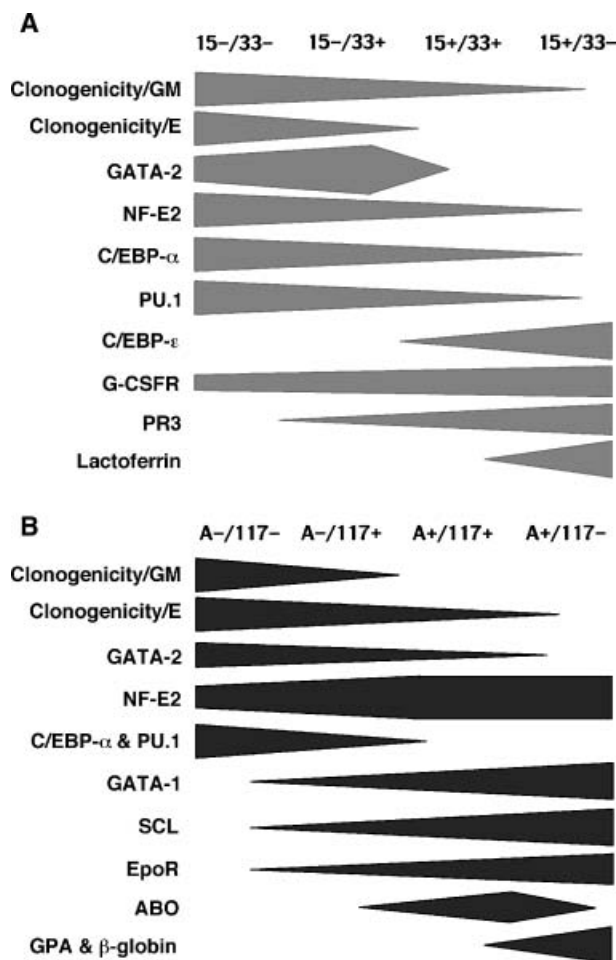 A
15−/33− 15−/33+ 15+/33+ 15+/33−
Clonogenicity/GM
Clonogenicity/E
GATA-2
NF-E2
C/EBP-α
PU.1
C/EBP-ε
G-CSFR
PR3
Lactoferrin
B
A−/117− A−/117+ A+/117+ A+/117−
Clonogenicity/GM
Clonogenicity/E
GATA-2
NF-E2
C/EBP-α & PU.1
GATA-1
SCL
EpoR
ABO
GPA & β-globin